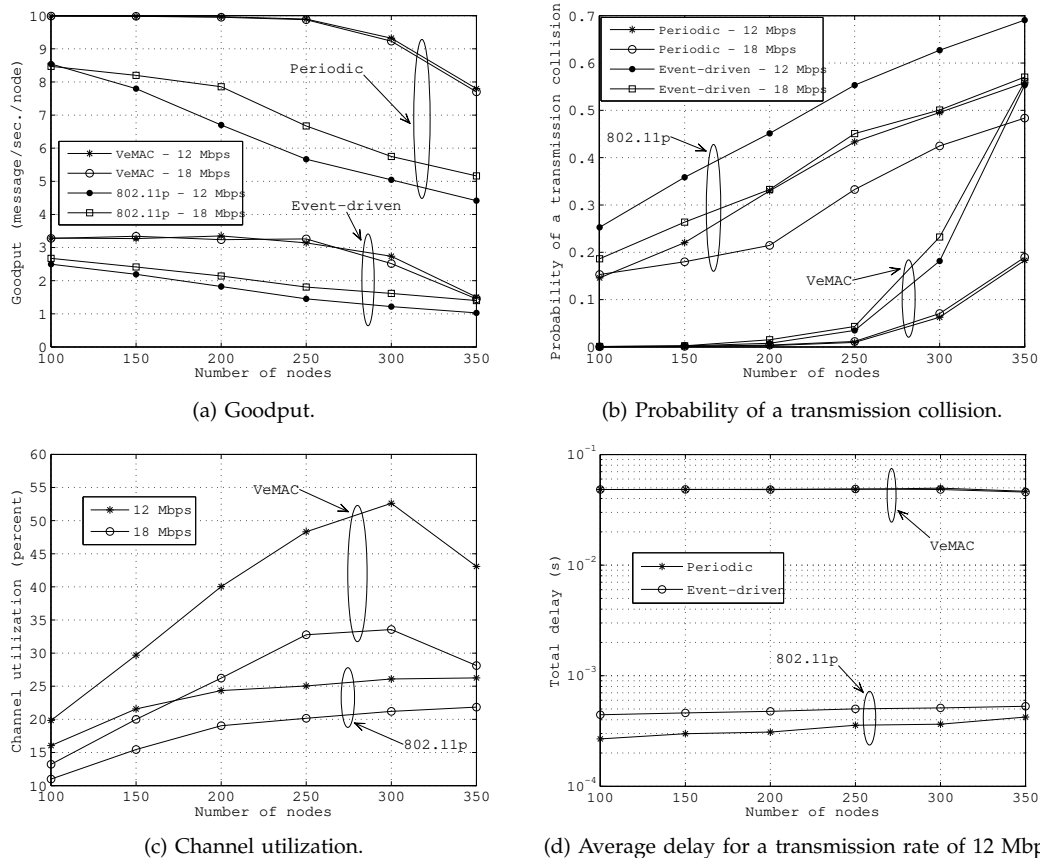 10
9
8
7
6
5
4
3
2
1
0
Goodput (message/sec./node)
Periodic
VeMAC - 12 Mbps
VeMAC - 18 Mbps
802.11p - 12 Mbps
802.11p - 18 Mbps
Event-driven
100 150 200 250 300 350
Number of nodes
(a) Goodput.
0.7
0.6
0.5
0.4
0.3
0.2
0.1
0
Probability of a transmission collision
Periodic - 12 Mbps
Periodic - 18 Mbps
Event-driven - 12 Mbps
Event-driven - 18 Mbps
802.11p
VeMAC
100 150 200 250 300 350
Number of nodes
(b) Probability of a transmission collision.
60
55
50
45
40
35
30
25
20
15
10
Channel utilization (percent)
VeMAC
12 Mbps
18 Mbps
802.11p
100 150 200 250 300 350
Number of nodes
(c) Channel utilization.
10⁻¹
10⁻²
10⁻³
10⁻⁴
Total delay (s)
VeMAC
Periodic
Event-driven
802.11p
100 150 200 250 300 350
Number of nodes
(d) Average delay for a transmission rate of 12 Mbp